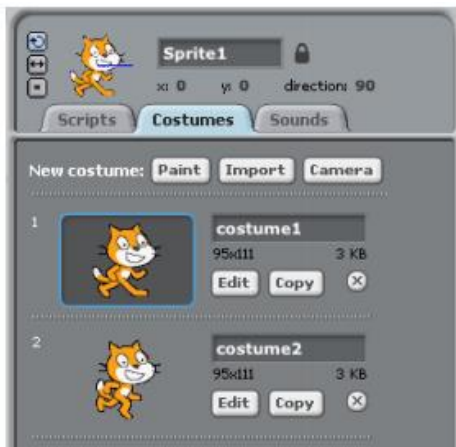 Sprite1
x: 0 y: 0 direction: 90
Scripts Costumes Sounds
New costume: Paint Import Camera
1
costume1
95x111 3 KB
Edit Copy
2
costume2
95x111 3 KB
Edit Copy